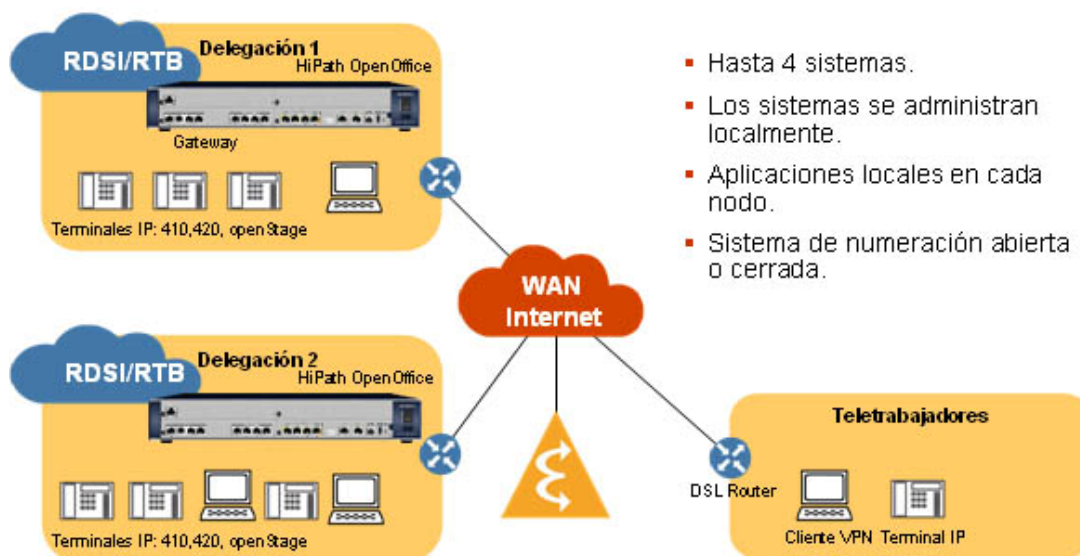 RDSI/RTB
Delegación 1
HiPath OpenOffice
Gateway
Terminales IP: 410,420, openStage
▪ Hasta 4 sistemas.
▪ Los sistemas se administran
localmente.
▪ Aplicaciones locales en cada
nodo.
▪ Sistema de numeración abierta
o cerrada.
WAN
Internet
RDSI/RTB
Delegación 2
HiPath OpenOffice
Terminales IP: 410,420, openStage
Teletrabajadores
DSL Router
Cliente VPN
Terminal IP